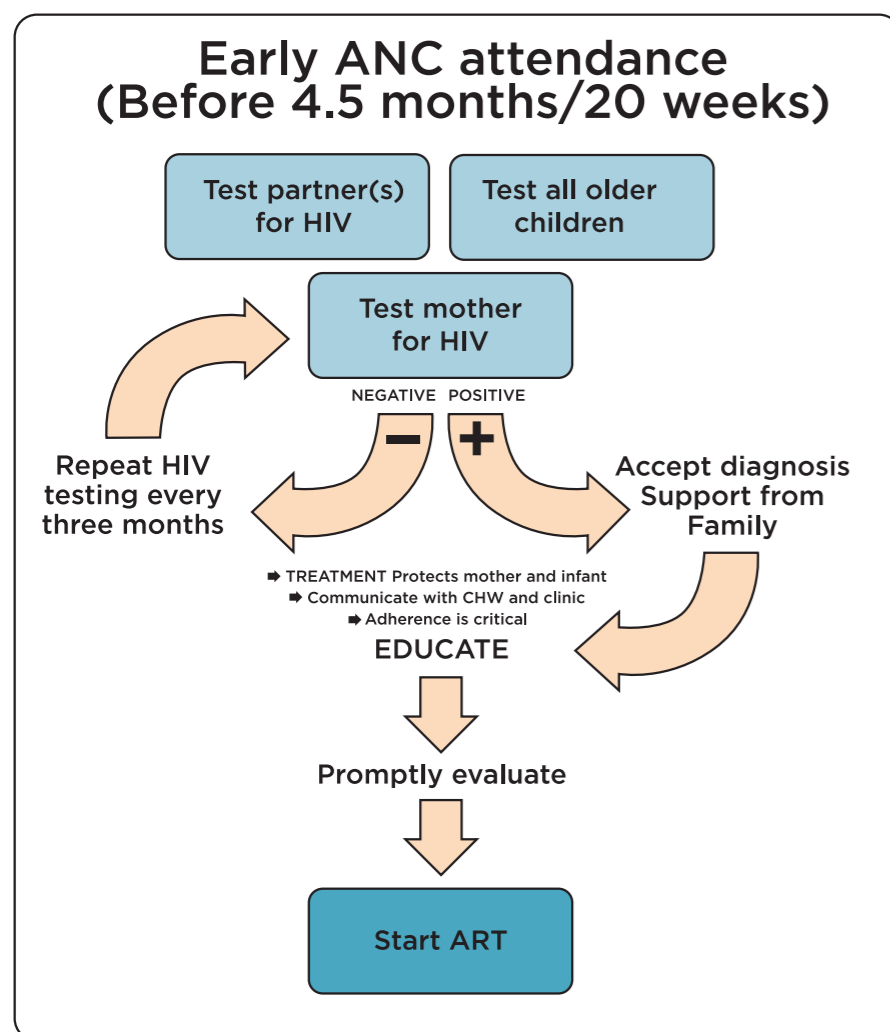 Early ANC attendance
(Before 4.5 months/20 weeks)
Test partner(s)
for HIV
Test all older
children
Test mother
for HIV
NEGATIVE POSITIVE
− +
Repeat HIV
testing every
three months
Accept diagnosis
Support from
Family
➡ TREATMENT Protects mother and infant
➡ Communicate with CHW and clinic
➡ Adherence is critical
EDUCATE
Promptly evaluate
Start ART